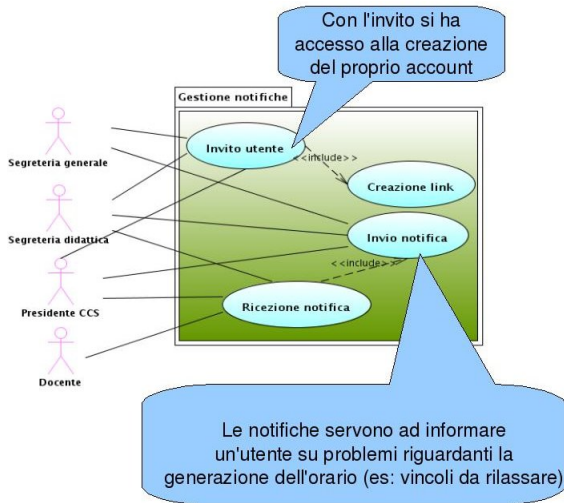 Con l'invito si ha
accesso alla creazione
del proprio account
Gestione notifiche
Invito utente
Segreteria generale
< <include> >
Creazione link
Segreteria didattica
Invio notifica
< <include> >
Presidente CCS
Ricezione notifica
Docente
Le notifiche servono ad informare
un'utente su problemi riguardanti la
generazione dell'orario (es: vincoli da rilassare)